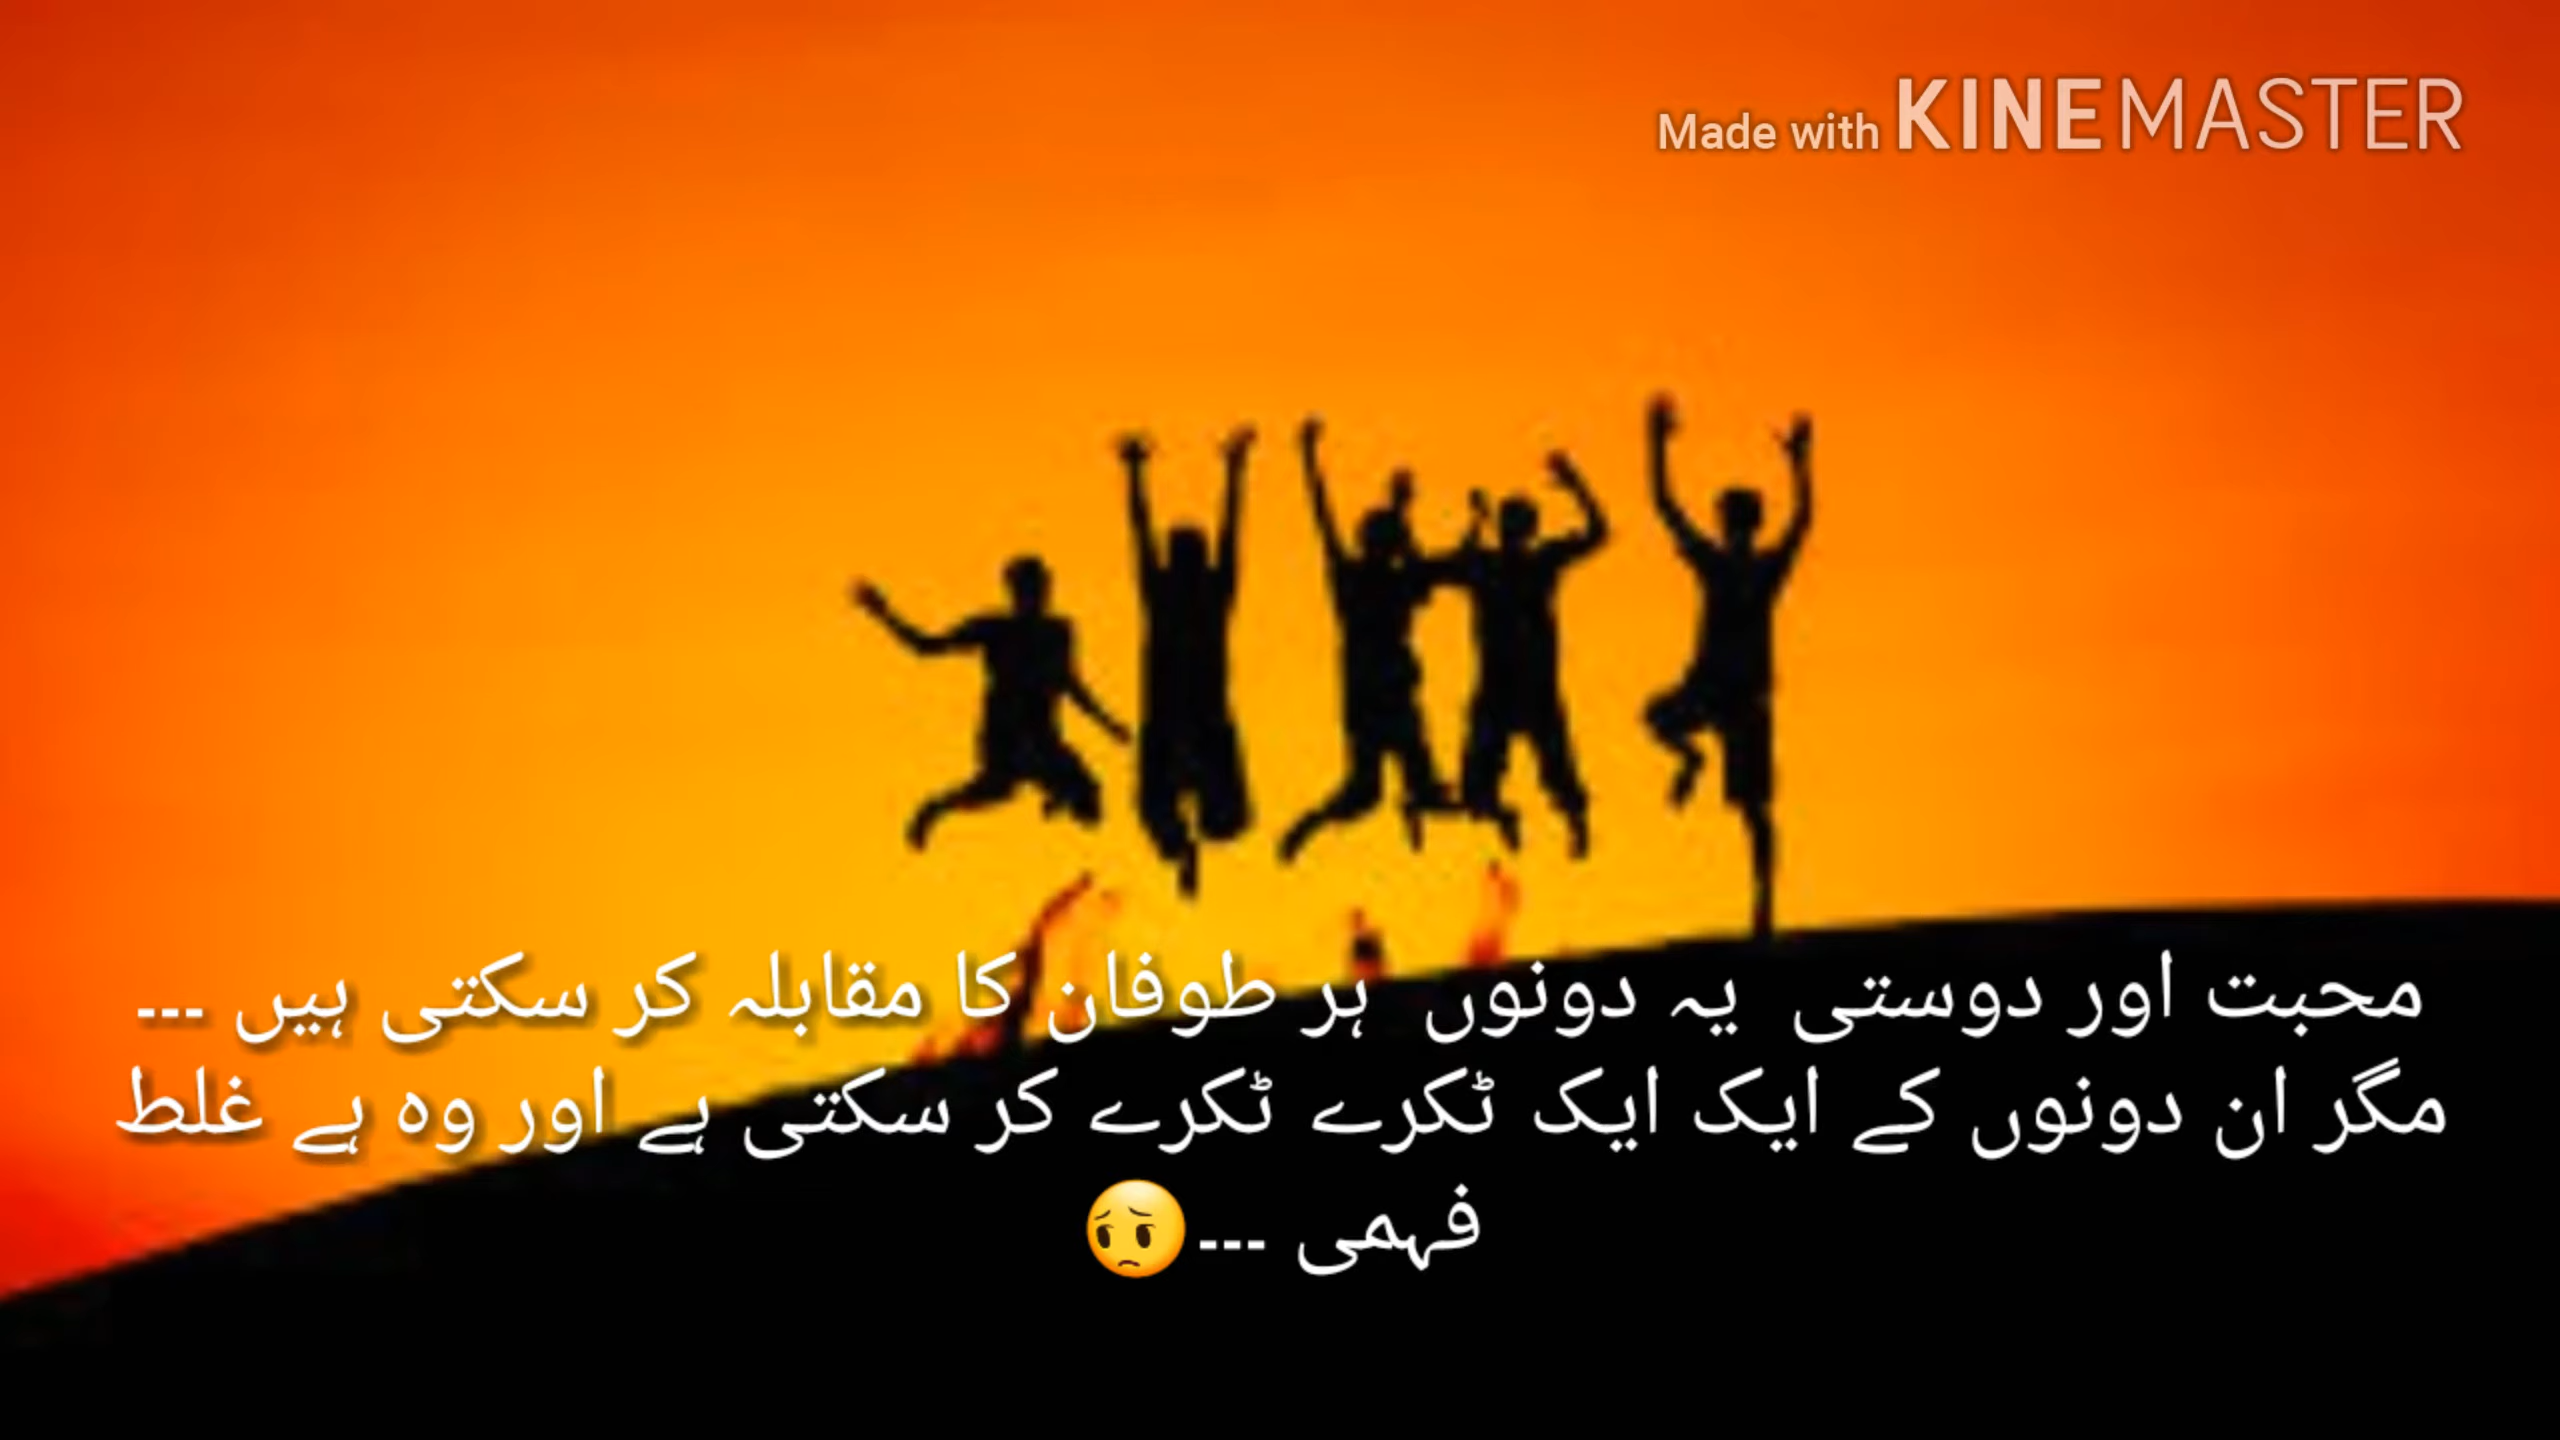 Made with KINEMASTER
محبت اور دوستی یہ دونوں ہر طوفان کا مقابلہ کر سکتی ہیں ---
مگر ان دونوں کے ایک ایک ٹکرے ٹکرے کر سکتی ہے اور وہ ہے غلط
فہمی ---😔